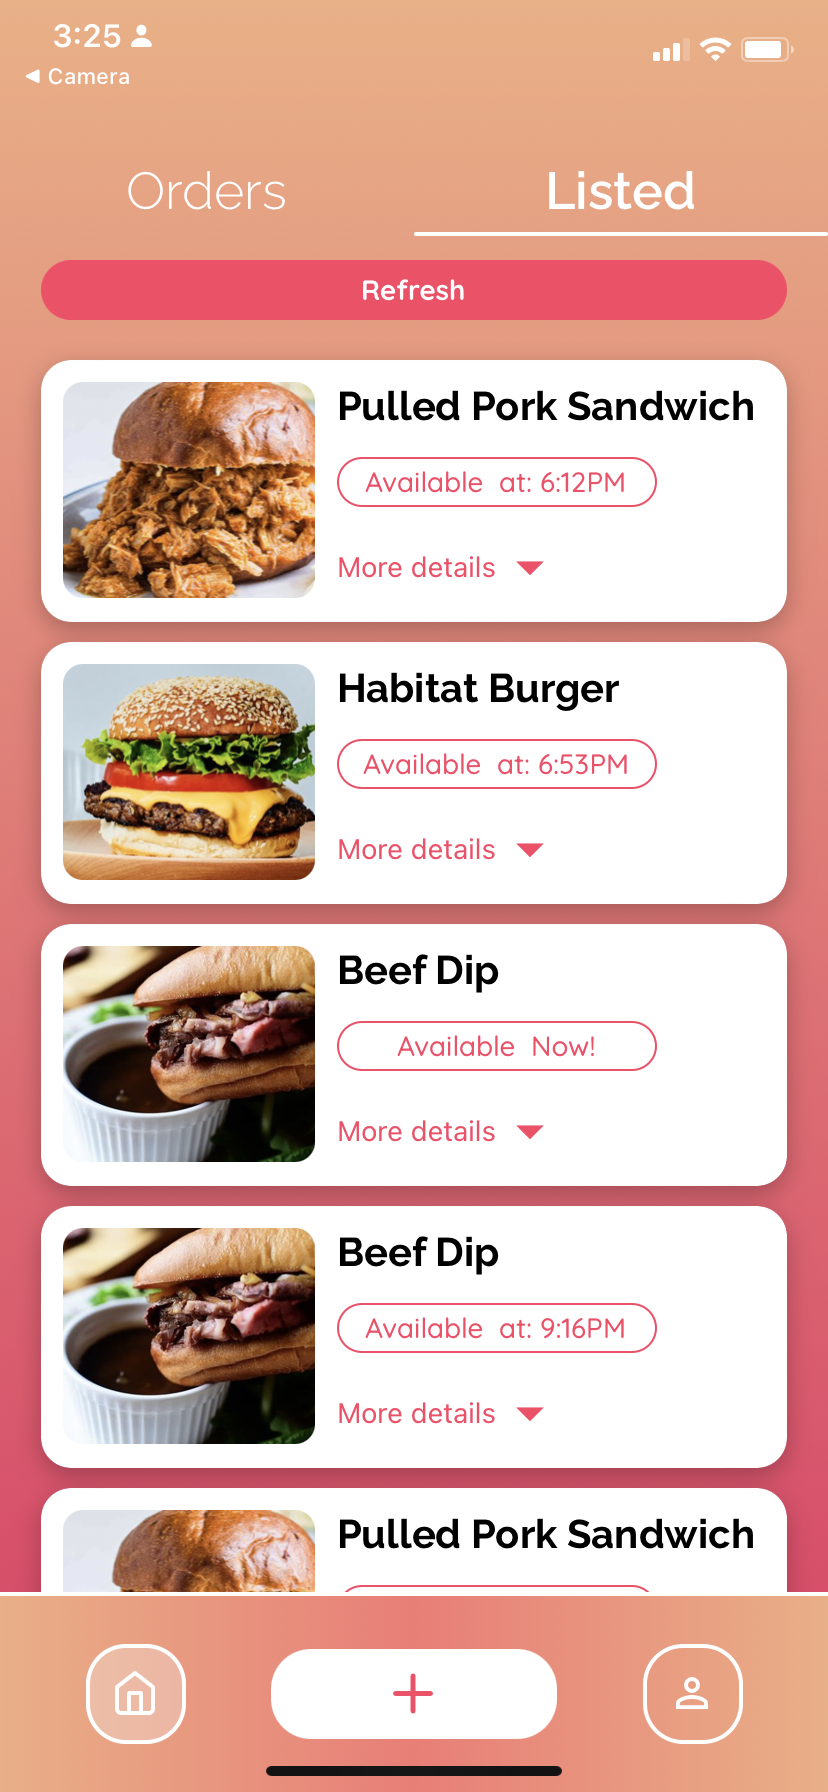 3:25
Camera
Orders Listed
Refresh
Pulled Pork Sandwich
Available at: 6:12PM
More details
Habitat Burger
Available at: 6:53PM
More details
Beef Dip
Available Now!
More details
Beef Dip
Available at: 9:16PM
More details
Pulled Pork Sandwich